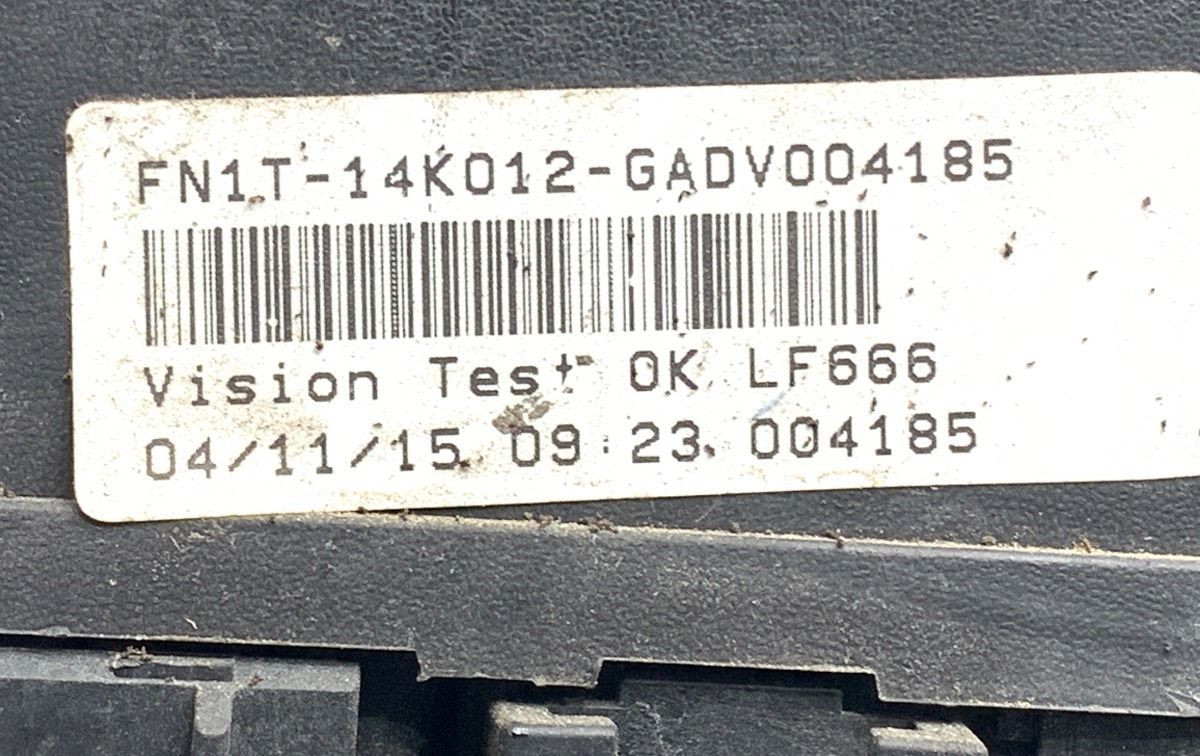 FN1T-14K012-GADV004185
Vision Test OK LF666
04/11/15 09:23 004185